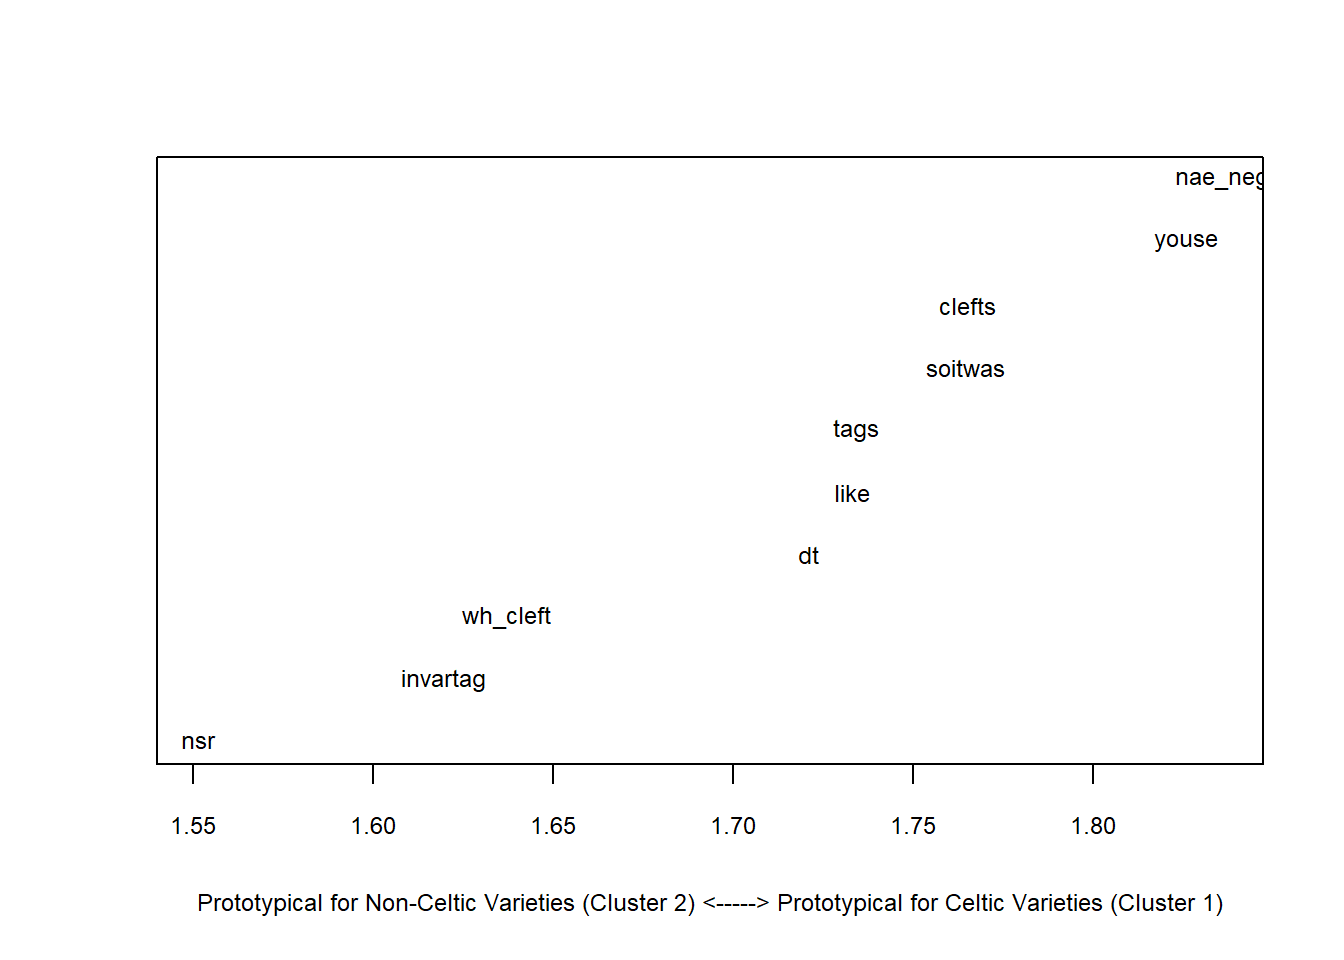 nae_neg
youse
clefts
soitwas
tags
like
dt
wh_cleft
invartag
nsr
1.55 1.60 1.65 1.70 1.75 1.80
Prototypical for Non-Celtic Varieties (Cluster 2) <-----> Prototypical for Celtic Varieties (Cluster 1)